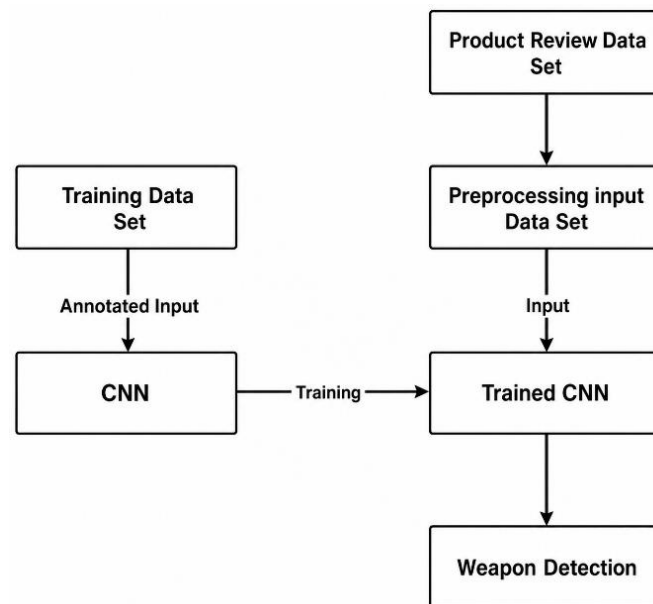 Product Review Data
Set
Training Data
Set
Preprocessing input
Data Set
Annotated Input
Input
CNN
Training
Trained CNN
Weapon Detection